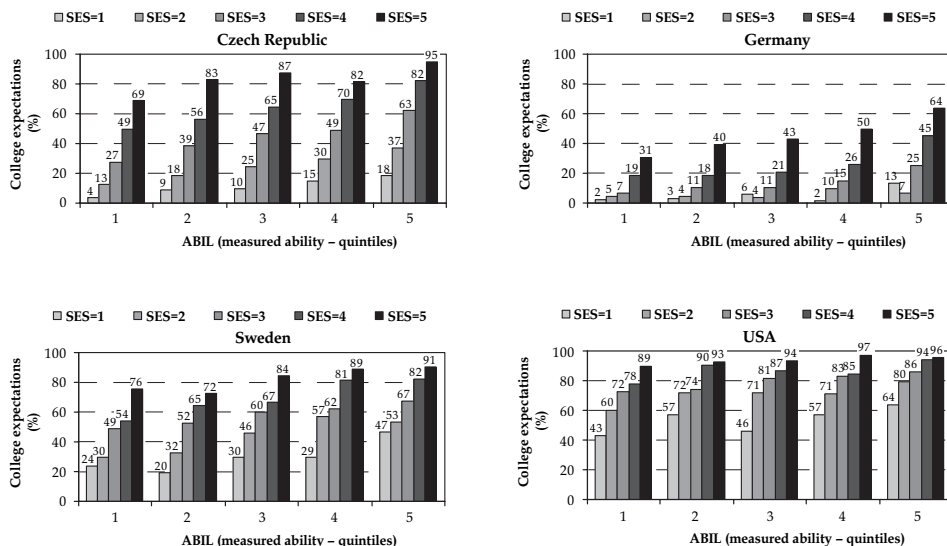 SES=1 SES=2 SES=3 SES=4 SES=5
Czech Republic
College expectations
(%)
100
80
60
40
20
0
4 13 27 49 69
9 18 39 56 83
10 25 47 65 87
15 30 49 70 82
18 37 63 82 95
1 2 3 4 5
ABIL (measured ability – quintiles)
SES=1 SES=2 SES=3 SES=4 SES=5
Germany
College expectations
(%)
100
80
60
40
20
0
2 5 7 19 31
3 4 11 18 40
6 4 11 21 43
2 10 15 26 50
13 7 25 45 64
1 2 3 4 5
ABIL (measured ability – quintiles)
SES=1 SES=2 SES=3 SES=4 SES=5
Sweden
College expectations
(%)
100
80
60
40
20
0
24 30 49 54 76
20 32 52 65 72
30 46 60 67 84
29 57 62 81 89
47 53 67 82 91
1 2 3 4 5
ABIL (measured ability – quintiles)
SES=1 SES=2 SES=3 SES=4 SES=5
USA
College expectations
(%)
100
80
60
40
20
0
43 60 72 78 89
57 72 74 90 93
46 71 81 87 94
57 71 83 85 97
64 80 86 94 96
1 2 3 4 5
ABIL (measured ability – quintiles)